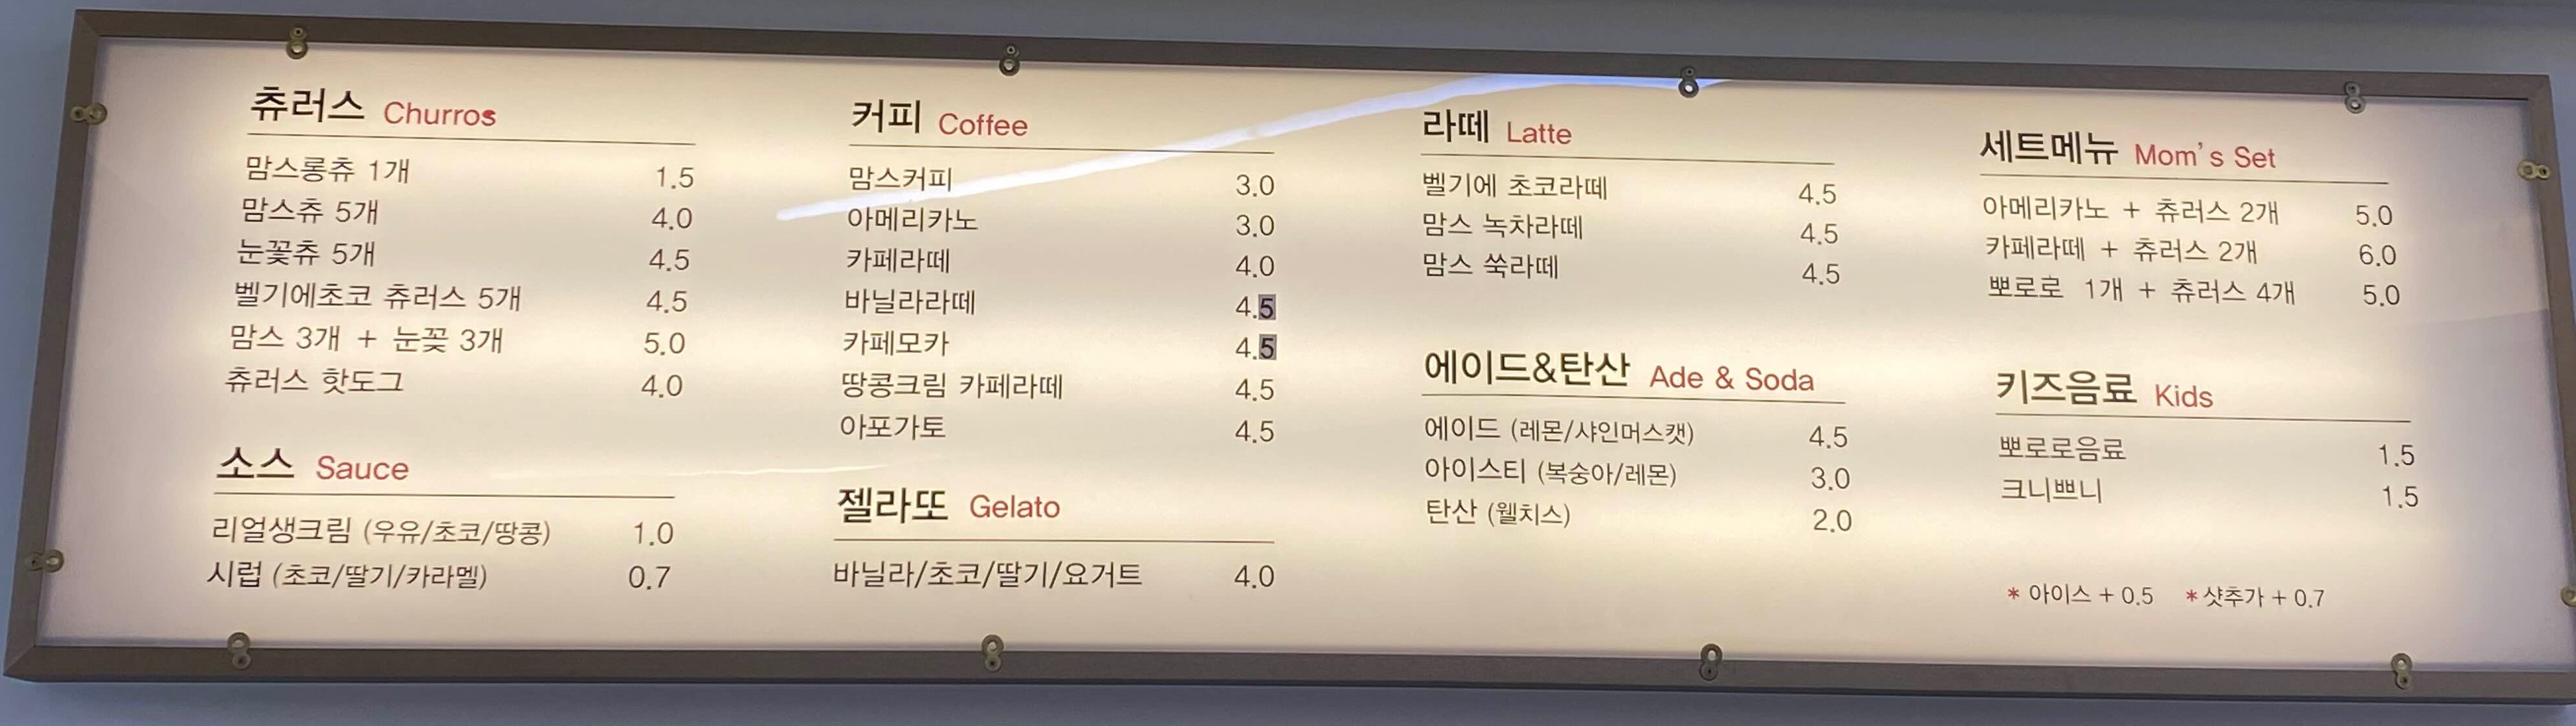 츄러스 Churros
맘스롱츄 1개 1.5
맘스츄 5개 4.0
눈꽃츄 5개 4.5
벨기에초코 츄러스 5개 4.5
맘스 3개 + 눈꽃 3개 5.0
츄러스 핫도그 4.0
소스 Sauce
리얼생크림 (우유/초코/땅콩) 1.0
시럽 (초코/딸기/카라멜) 0.7
커피 Coffee
맘스커피 3.0
아메리카노 3.0
카페라떼 4.0
바닐라라떼 4.5
카페모카 4.5
땅콩크림 카페라떼 4.5
아포가토 4.5
젤라또 Gelato
바닐라/초코/딸기/요거트 4.0
라떼 Latte
벨기에 초코라떼 4.5
맘스 녹차라떼 4.5
맘스 쑥라떼 4.5
에이드&탄산 Ade & Soda
에이드 (레몬/샤인머스캣) 4.5
아이스티 (복숭아/레몬) 3.0
탄산 (웰치스) 2.0
세트메뉴 Mom's Set
아메리카노 + 츄러스 2개 5.0
카페라떼 + 츄러스 2개 6.0
뽀로로 1개 + 츄러스 4개 5.0
키즈음료 Kids
뽀로로음료 1.5
크니쁘니 1.5
* 아이스 + 0.5 * 샷추가 + 0.7